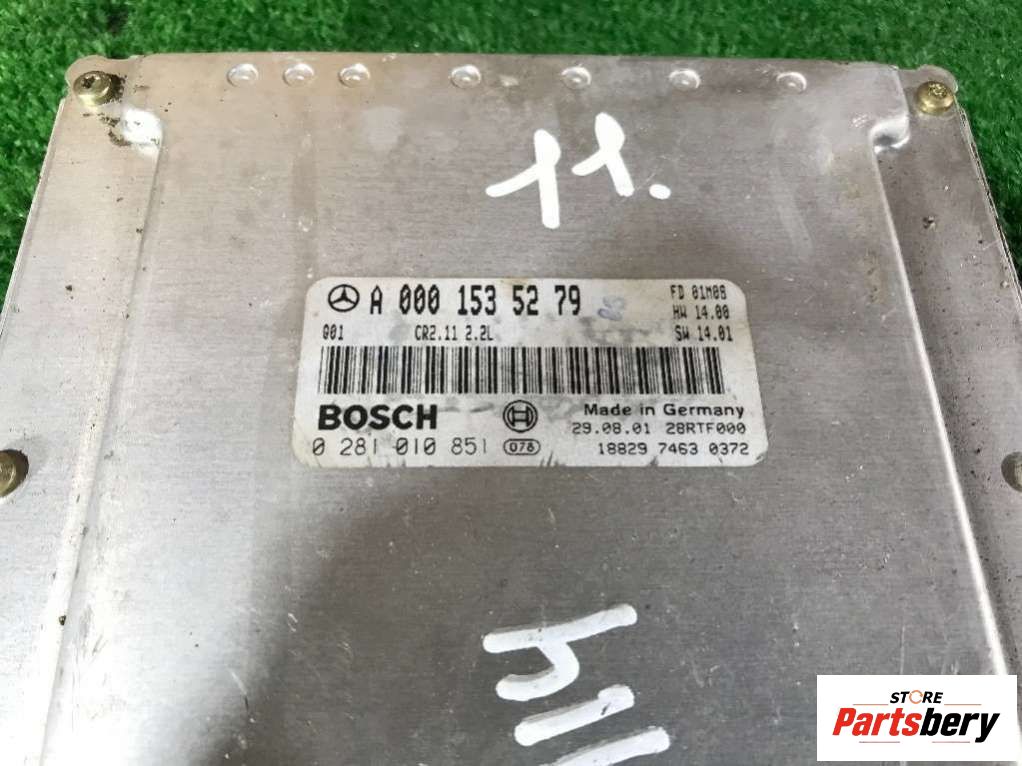 11.
A 000 153 52 79
FD 01M08
HW 14.00
Q01 CR2.11 2.2L SW 14.01
BOSCH Made in Germany
29.08.01 28RTF000
0 281 010 851 078 18829 7463 0372
STORE
Partsbery